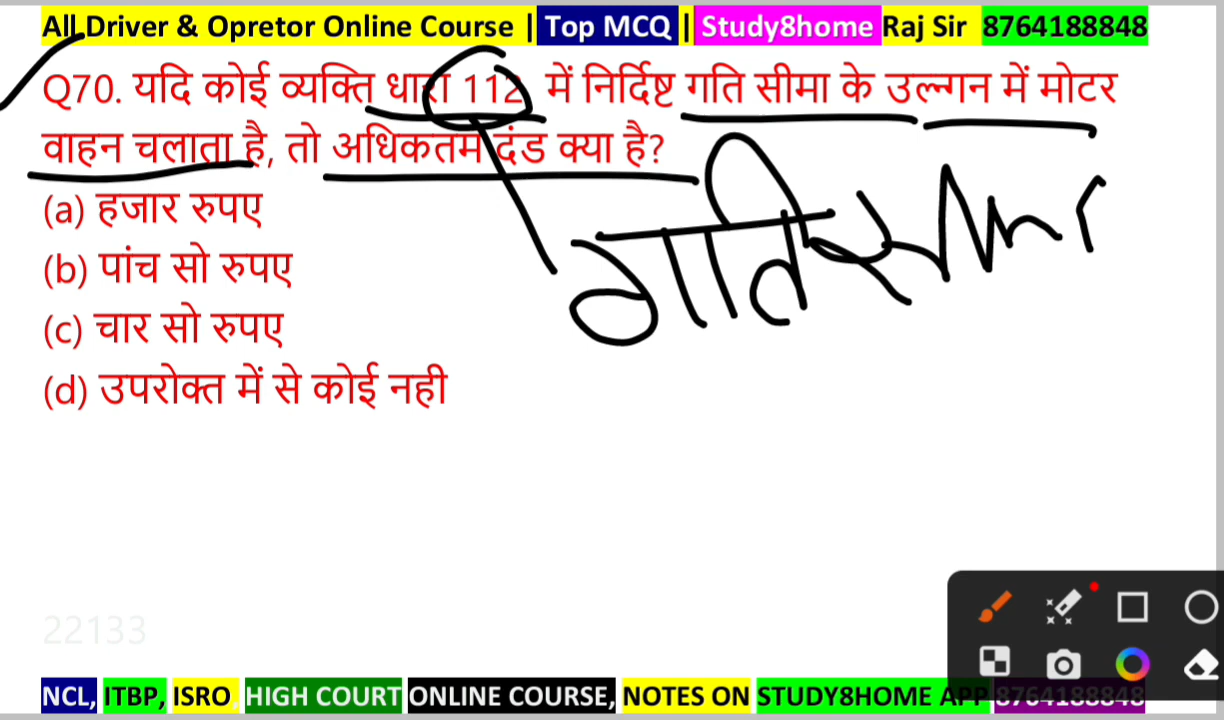 All Driver & Opretor Online Course | Top MCQ | Study8home Raj Sir 8764188848
Q70. यदि कोई व्यक्ति धारा 112 में निर्दिष्ट गति सीमा के उल्न्गन में मोटर
वाहन चलाता है, तो अधिकतम दंड क्या है?
(a) हजार रुपए
(b) पांच सो रुपए
(c) चार सो रुपए
(d) उपरोक्त में से कोई नही
गति सीमा
22133
NCL, ITBP, ISRO, HIGH COURT ONLINE COURSE, NOTES ON STUDY8HOME APP 8764188848